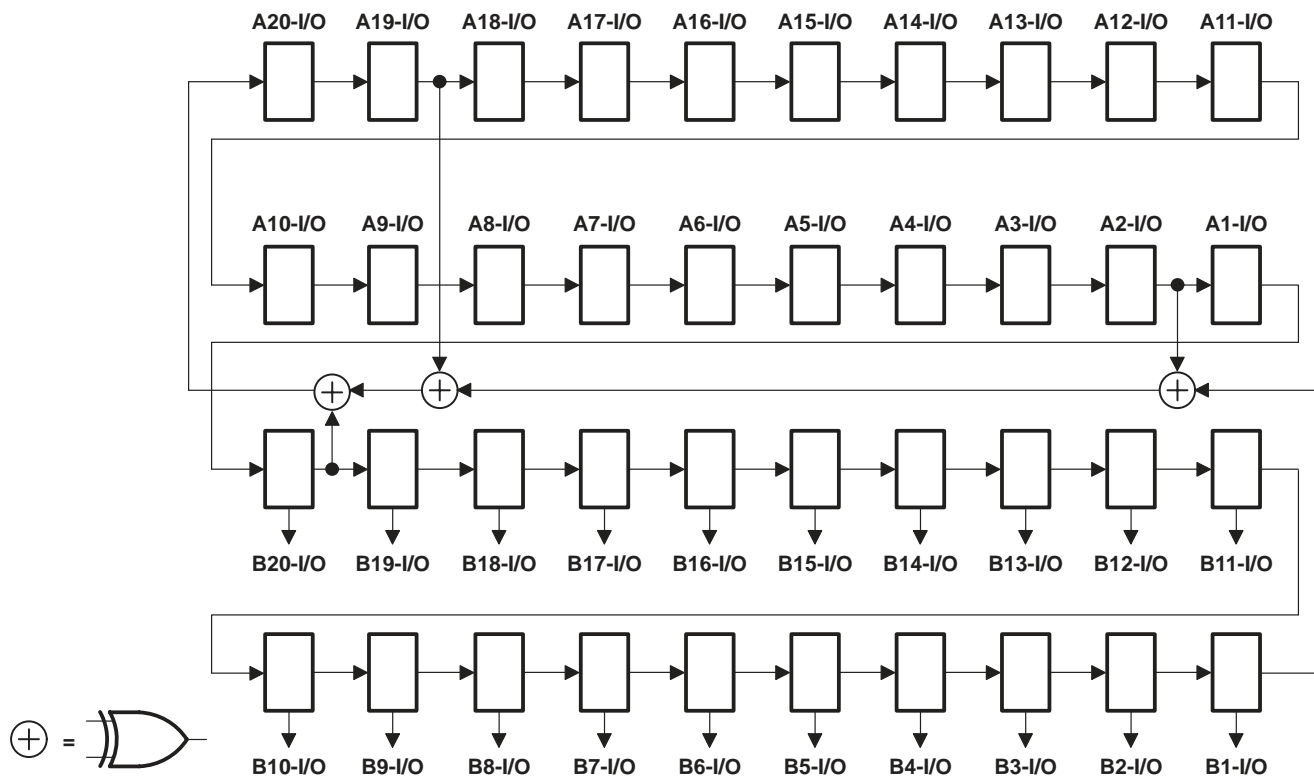 A20-I/O A19-I/O A18-I/O A17-I/O A16-I/O A15-I/O A14-I/O A13-I/O A12-I/O A11-I/O
A10-I/O A9-I/O A8-I/O A7-I/O A6-I/O A5-I/O A4-I/O A3-I/O A2-I/O A1-I/O
B20-I/O B19-I/O B18-I/O B17-I/O B16-I/O B15-I/O B14-I/O B13-I/O B12-I/O B11-I/O
=
B10-I/O B9-I/O B8-I/O B7-I/O B6-I/O B5-I/O B4-I/O B3-I/O B2-I/O B1-I/O